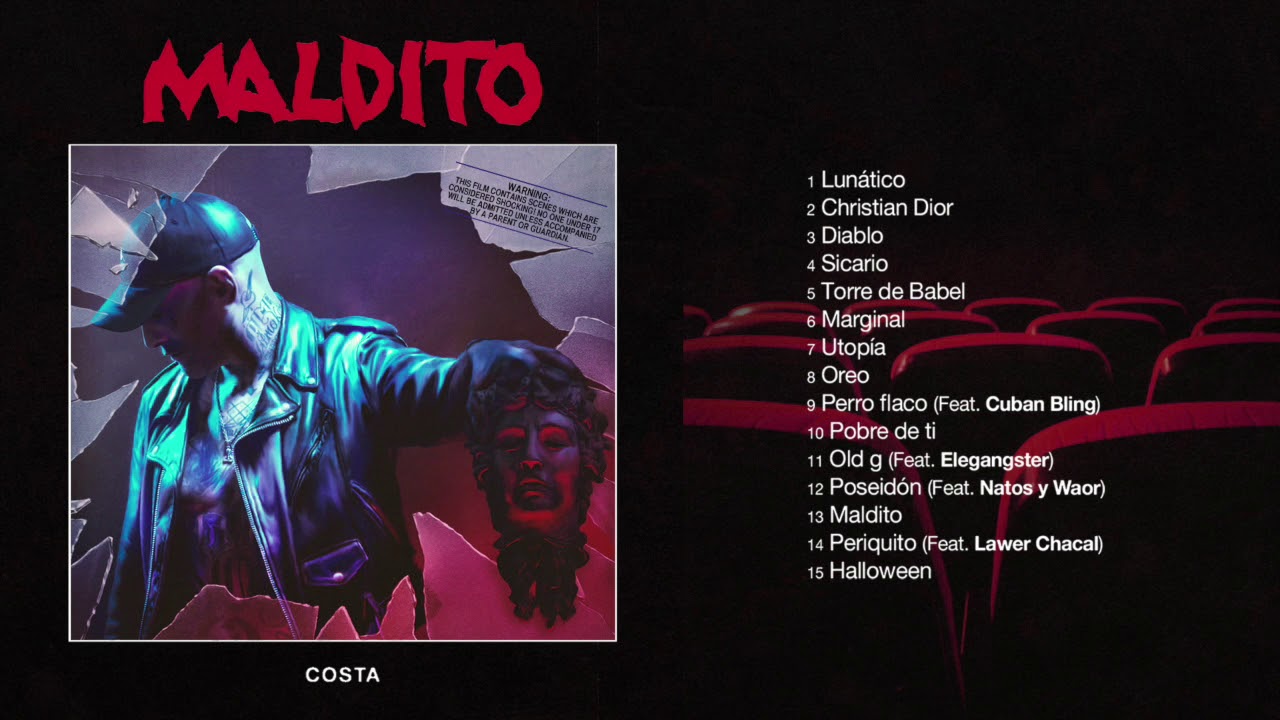 MALDITO
WARNING:
THIS FILM CONTAINS SCENES WHICH ARE
CONSIDERED SHOCKING! NO ONE UNDER 17
WILL BE ADMITTED UNLESS ACCOMPANIED
BY A PARENT OR GUARDIAN.
COSTA
1 Lunático
2 Christian Dior
3 Diablo
4 Sicario
5 Torre de Babel
6 Marginal
7 Utopía
8 Oreo
9 Perro flaco (Feat. Cuban Bling)
10 Pobre de ti
11 Old g (Feat. Elegangster)
12 Poseidón (Feat. Natos y Waor)
13 Maldito
14 Periquito (Feat. Lawer Chacal)
15 Halloween